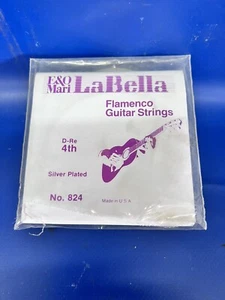 E&O
Mari
LaBella
Flamenco
Guitar Strings
D-Re
4th
Silver Plated
No. 824
Made in U.S.A.